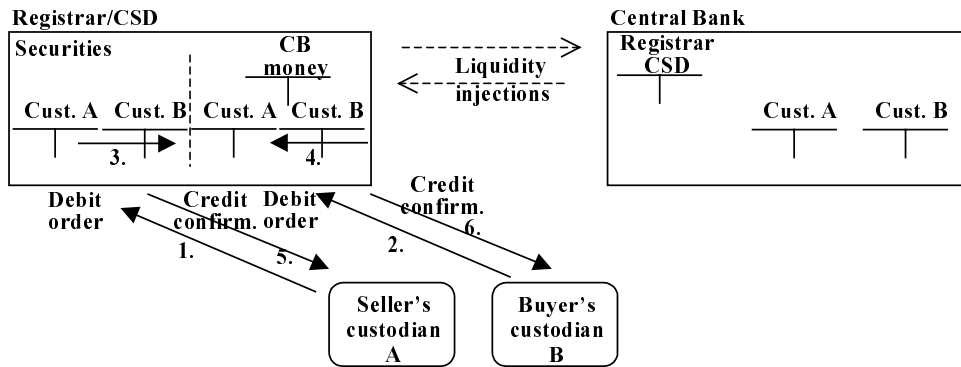 Registrar/CSD
Central Bank
Securities
CB
money
Liquidity
injections
Registrar
CSD
Cust. A
Cust. B
Cust. A
Cust. B
Cust. A
Cust. B
3.
4.
Debit
order
Credit
confirm.
Debit
order
Credit
confirm.
1.
5.
2.
6.
Seller's
custodian
A
Buyer's
custodian
B